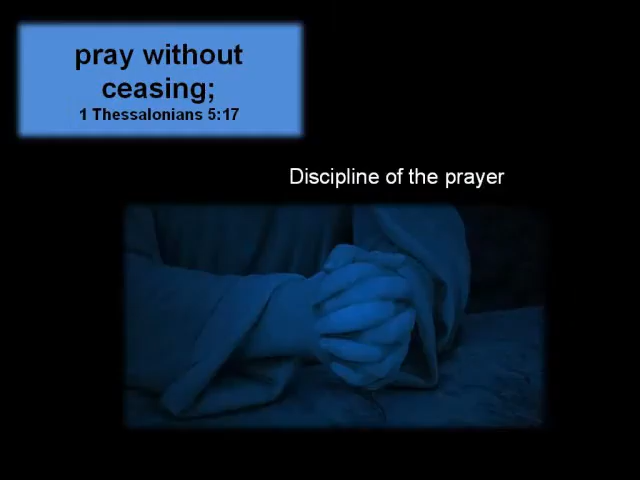 pray without
ceasing;
1 Thessalonians 5:17
Discipline of the prayer